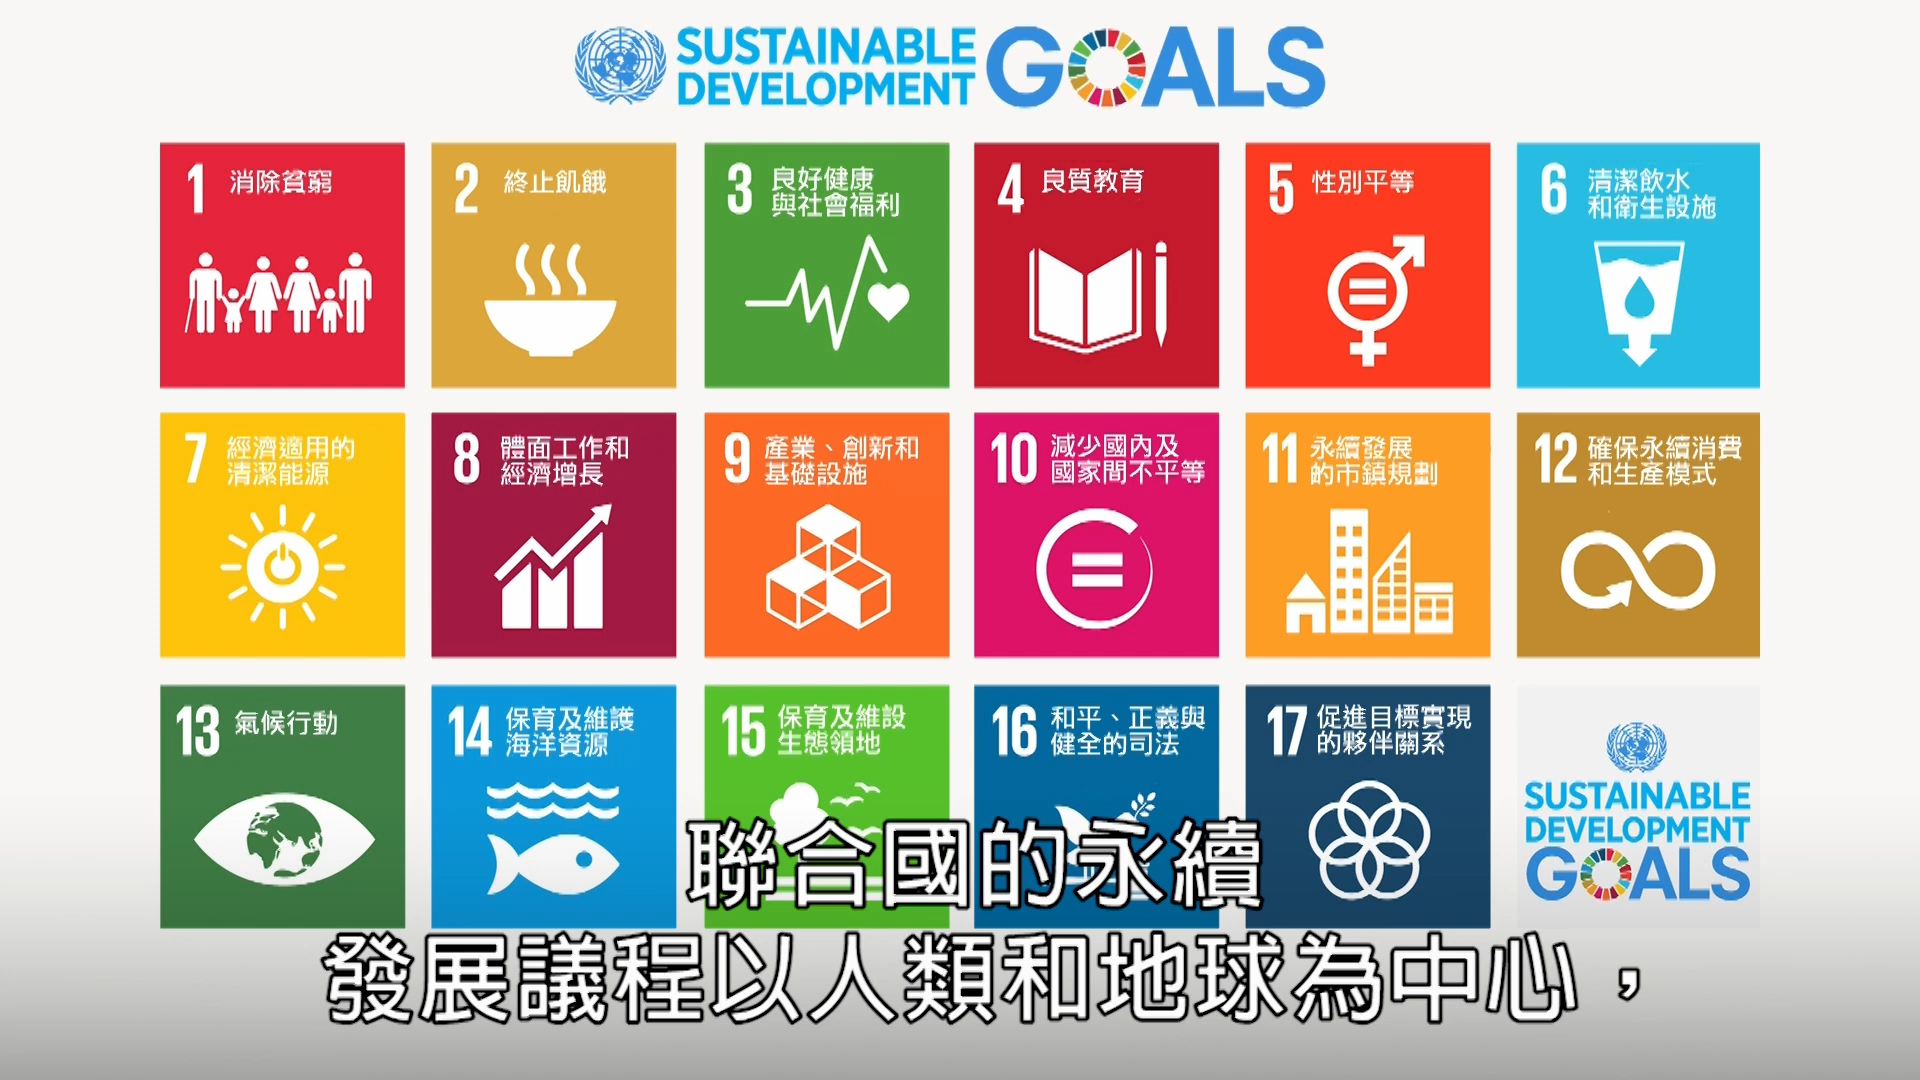 SUSTAINABLE
DEVELOPMENT
GOALS
1 消除貧窮
2 終止飢餓
3 良好健康
與社會福利
4 良質教育
5 性別平等
6 清潔飲水
和衛生設施
7 經濟適用的
清潔能源
8 體面工作和
經濟增長
9 產業、創新和
基礎設施
10 減少國內及
國家間不平等
11 永續發展
的市鎮規劃
12 確保永續消費
和生產模式
13 氣候行動
14 保育及維護
海洋資源
15 保育及維設
生態領地
16 和平、正義與
健全的司法
17 促進目標實現
的夥伴關系
SUSTAINABLE
DEVELOPMENT
GOALS
聯合國的永續
發展議程以人類和地球為中心，